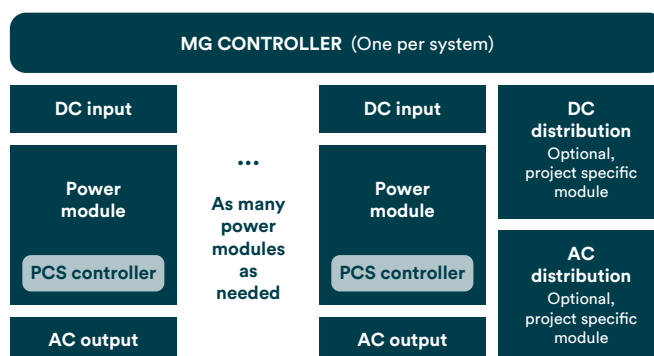 MG CONTROLLER (One per system)
DC input
Power
module
PCS controller
AC output
...
As many
power
modules
as
needed
DC input
Power
module
PCS controller
AC output
DC
distribution
Optional,
project specific
module
AC
distribution
Optional,
project specific
module